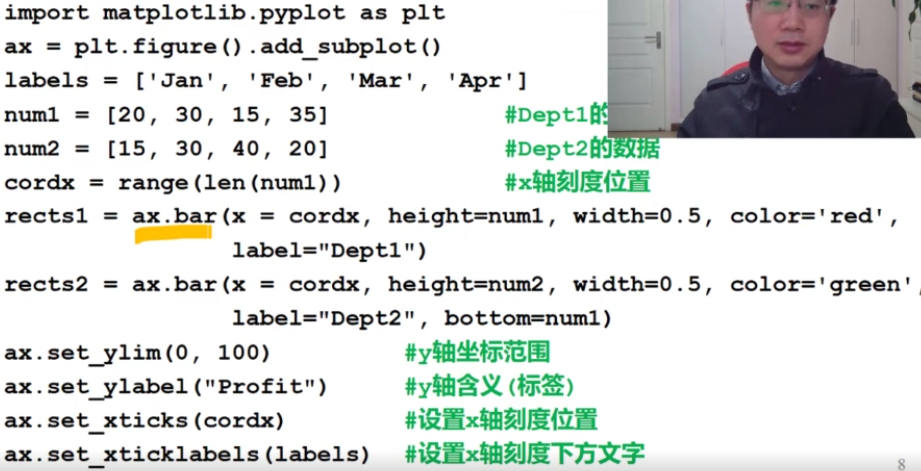 import matplotlib.pyplot as plt
ax = plt.figure().add_subplot()
labels = ['Jan', 'Feb', 'Mar', 'Apr']
num1 = [20, 30, 15, 35] #Dept1的
num2 = [15, 30, 40, 20] #Dept2的数据
cordx = range(len(num1)) #x轴刻度位置
rects1 = ax.bar(x = cordx, height=num1, width=0.5, color='red',
label="Dept1")
rects2 = ax.bar(x = cordx, height=num2, width=0.5, color='green',
label="Dept2", bottom=num1)
ax.set_ylim(0, 100) #y轴坐标范围
ax.set_ylabel("Profit") #y轴含义(标签)
ax.set_xticks(cordx) #设置x轴刻度位置
ax.set_xticklabels(labels) #设置x轴刻度下方文字
8